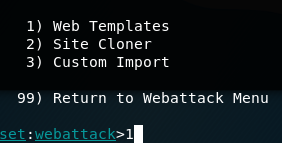 1) Web Templates
2) Site Cloner
3) Custom Import
99) Return to Webattack Menu
set:webattack>1